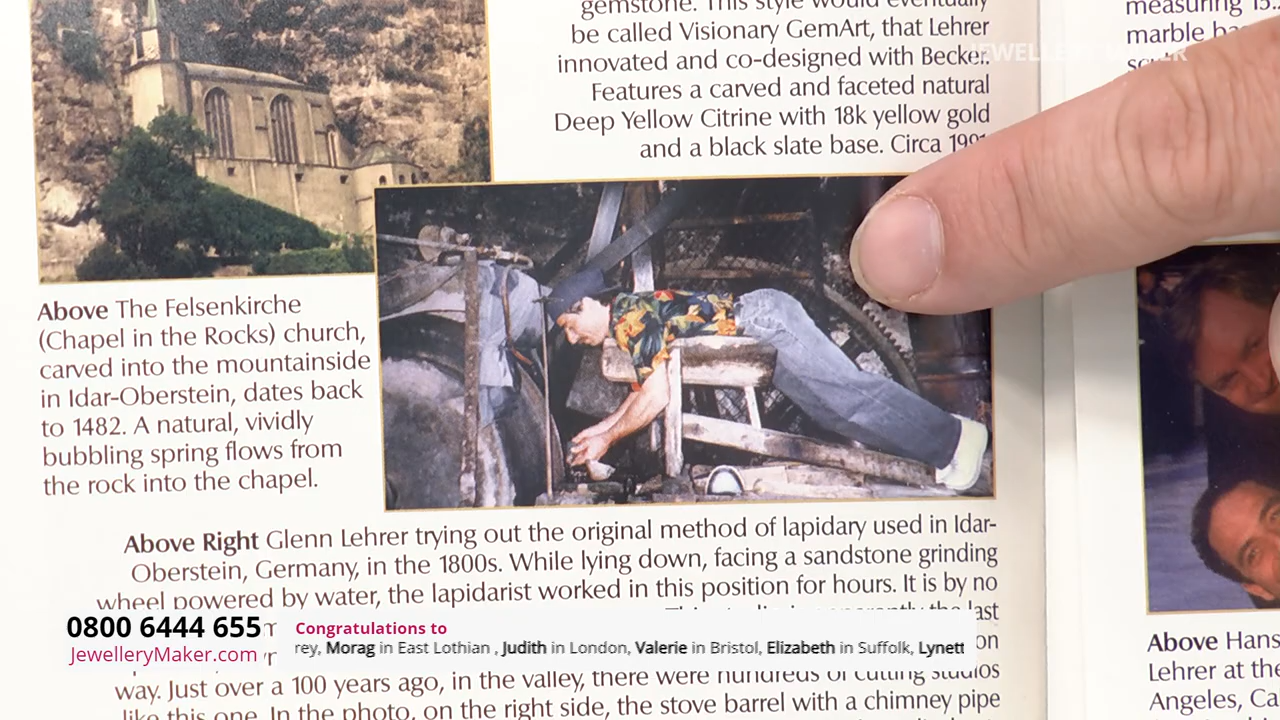 gemstone. This style would eventually
be called Visionary GemArt, that Lehrer
innovated and co-designed with Becker.
Features a carved and faceted natural
Deep Yellow Citrine with 18k yellow gold
and a black slate base. Circa
measuring
marble
Above The Felsenkirche
(Chapel in the Rocks) church,
carved into the mountainside
in Idar-Oberstein, dates back
to 1482. A natural, vividly
bubbling spring flows from
the rock into the chapel.
Above Right Glenn Lehrer trying out the original method of lapidary used in Idar-
Oberstein, Germany, in the 1800s. While lying down, facing a sandstone grinding
wheel powered by water, the lapidarist worked in this position for hours. It is by no
last
way. Just over a 100 years ago, in the valley, there were hundreds of cutting studios
like this one. In the photo, on the right side, the stove barrel with a chimney pipe
Above Hans
Lehrer at the
Angeles, Ca
0800 6444 655
JewelleryMaker.com
Congratulations to
rey, Morag in East Lothian , Judith in London, Valerie in Bristol, Elizabeth in Suffolk, Lynett